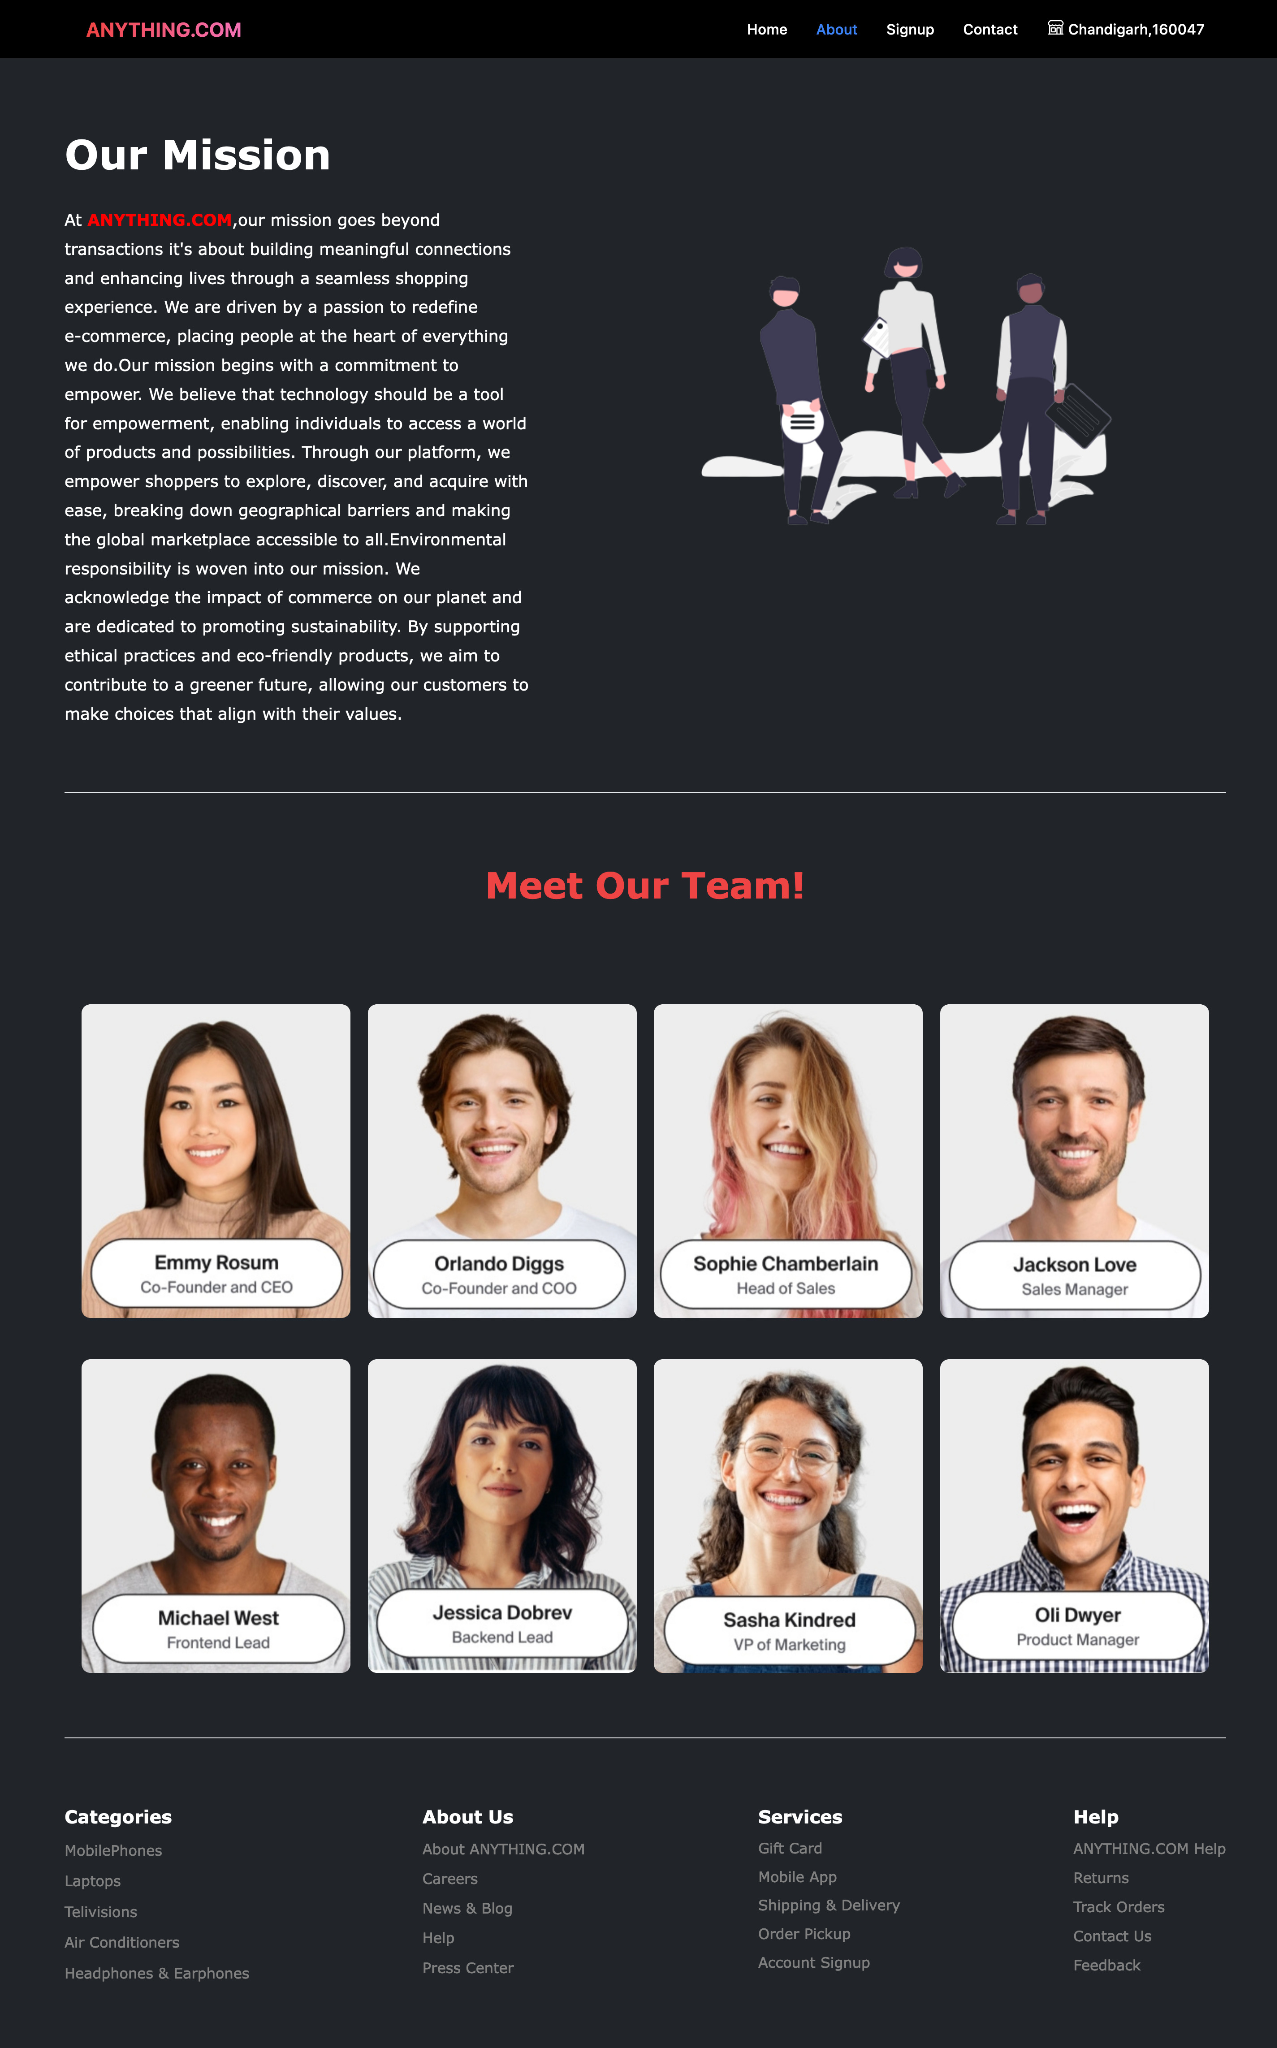 ANYTHING.COM
Home About Signup Contact Chandigarh,160047
Our Mission
At ANYTHING.COM,our mission goes beyond
transactions it's about building meaningful connections
and enhancing lives through a seamless shopping
experience. We are driven by a passion to redefine
e-commerce, placing people at the heart of everything
we do.Our mission begins with a commitment to
empower. We believe that technology should be a tool
for empowerment, enabling individuals to access a world
of products and possibilities. Through our platform, we
empower shoppers to explore, discover, and acquire with
ease, breaking down geographical barriers and making
the global marketplace accessible to all.Environmental
responsibility is woven into our mission. We
acknowledge the impact of commerce on our planet and
are dedicated to promoting sustainability. By supporting
ethical practices and eco-friendly products, we aim to
contribute to a greener future, allowing our customers to
make choices that align with their values.
Meet Our Team!
Emmy Rosum
Co-Founder and CEO
Orlando Diggs
Co-Founder and COO
Sophie Chamberlain
Head of Sales
Jackson Love
Sales Manager
Michael West
Frontend Lead
Jessica Dobrev
Backend Lead
Sasha Kindred
VP of Marketing
Oli Dwyer
Product Manager
Categories
MobilePhones
Laptops
Telivisions
Air Conditioners
Headphones & Earphones
About Us
About ANYTHING.COM
Careers
News & Blog
Help
Press Center
Services
Gift Card
Mobile App
Shipping & Delivery
Order Pickup
Account Signup
Help
ANYTHING.COM Help
Returns
Track Orders
Contact Us
Feedback